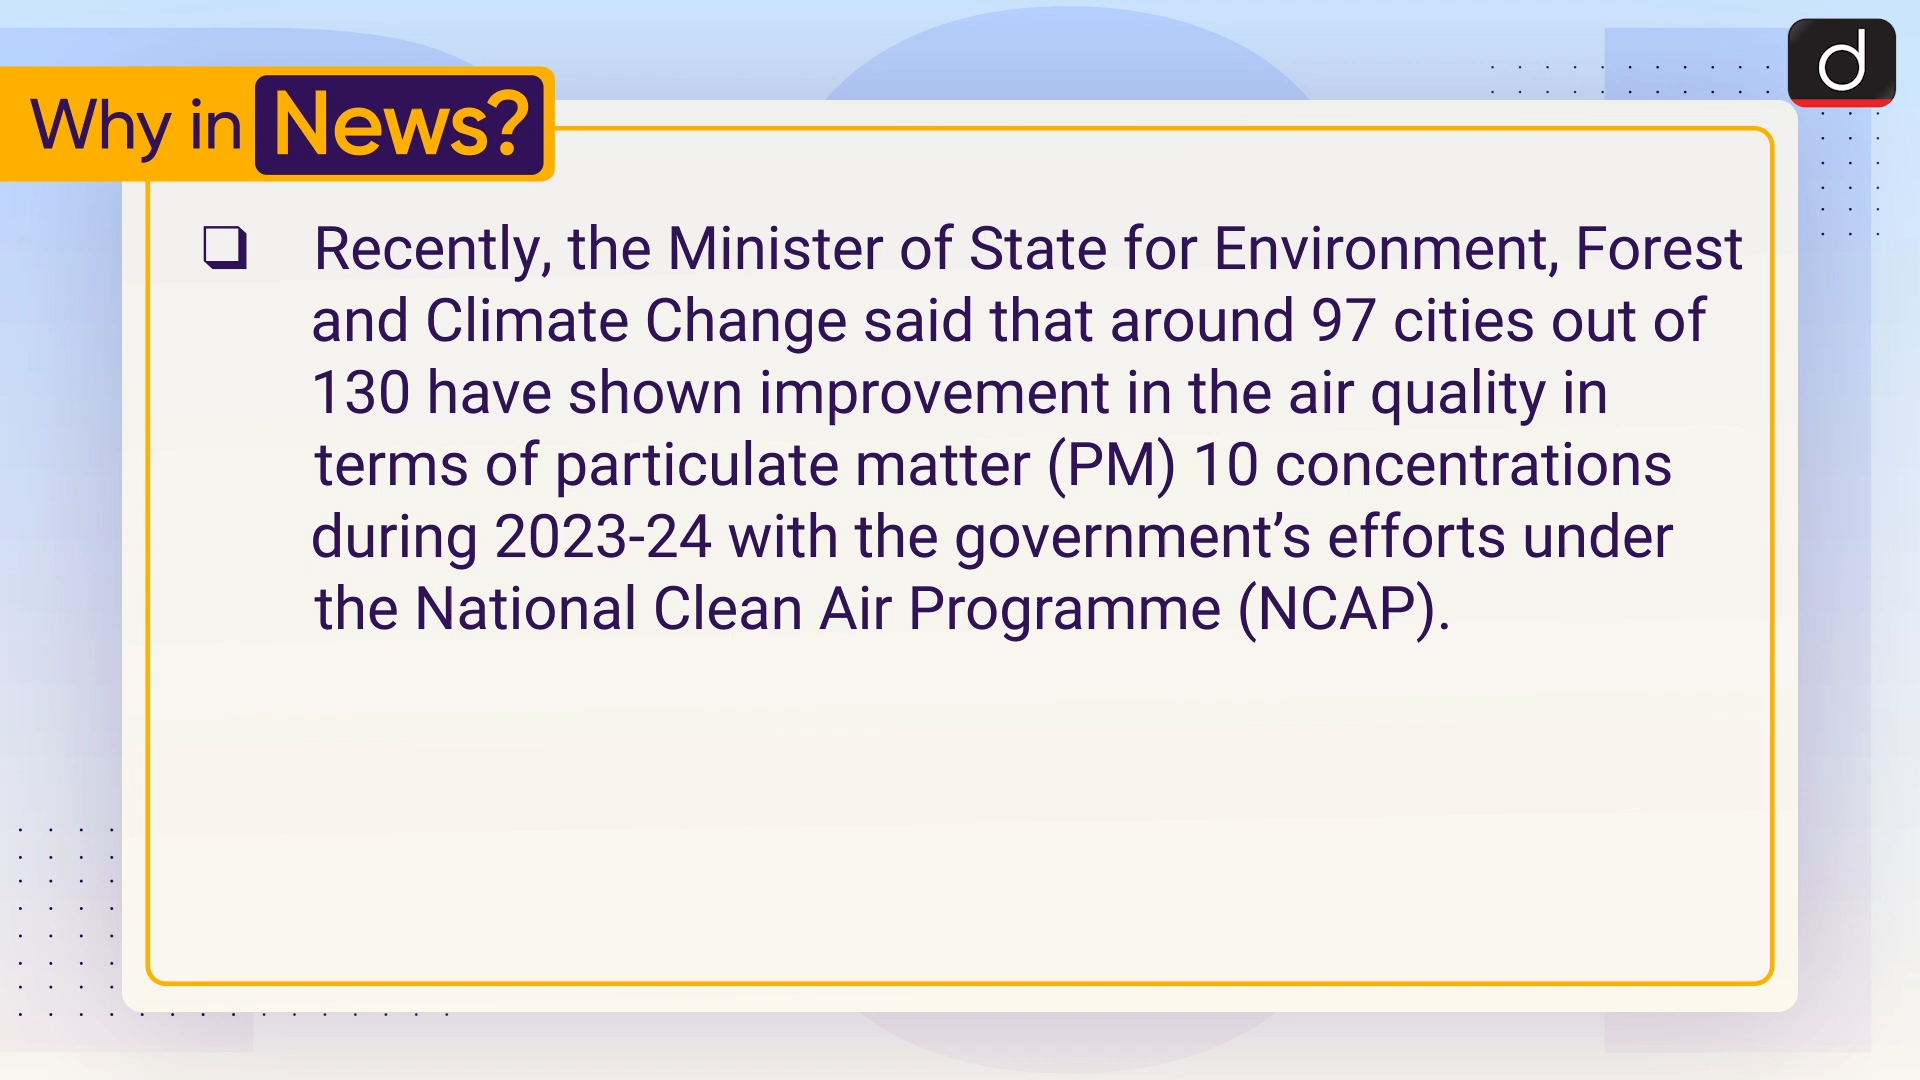 Why in News?
❑ Recently, the Minister of State for Environment, Forest
and Climate Change said that around 97 cities out of
130 have shown improvement in the air quality in
terms of particulate matter (PM) 10 concentrations
during 2023-24 with the government’s efforts under
the National Clean Air Programme (NCAP).
d